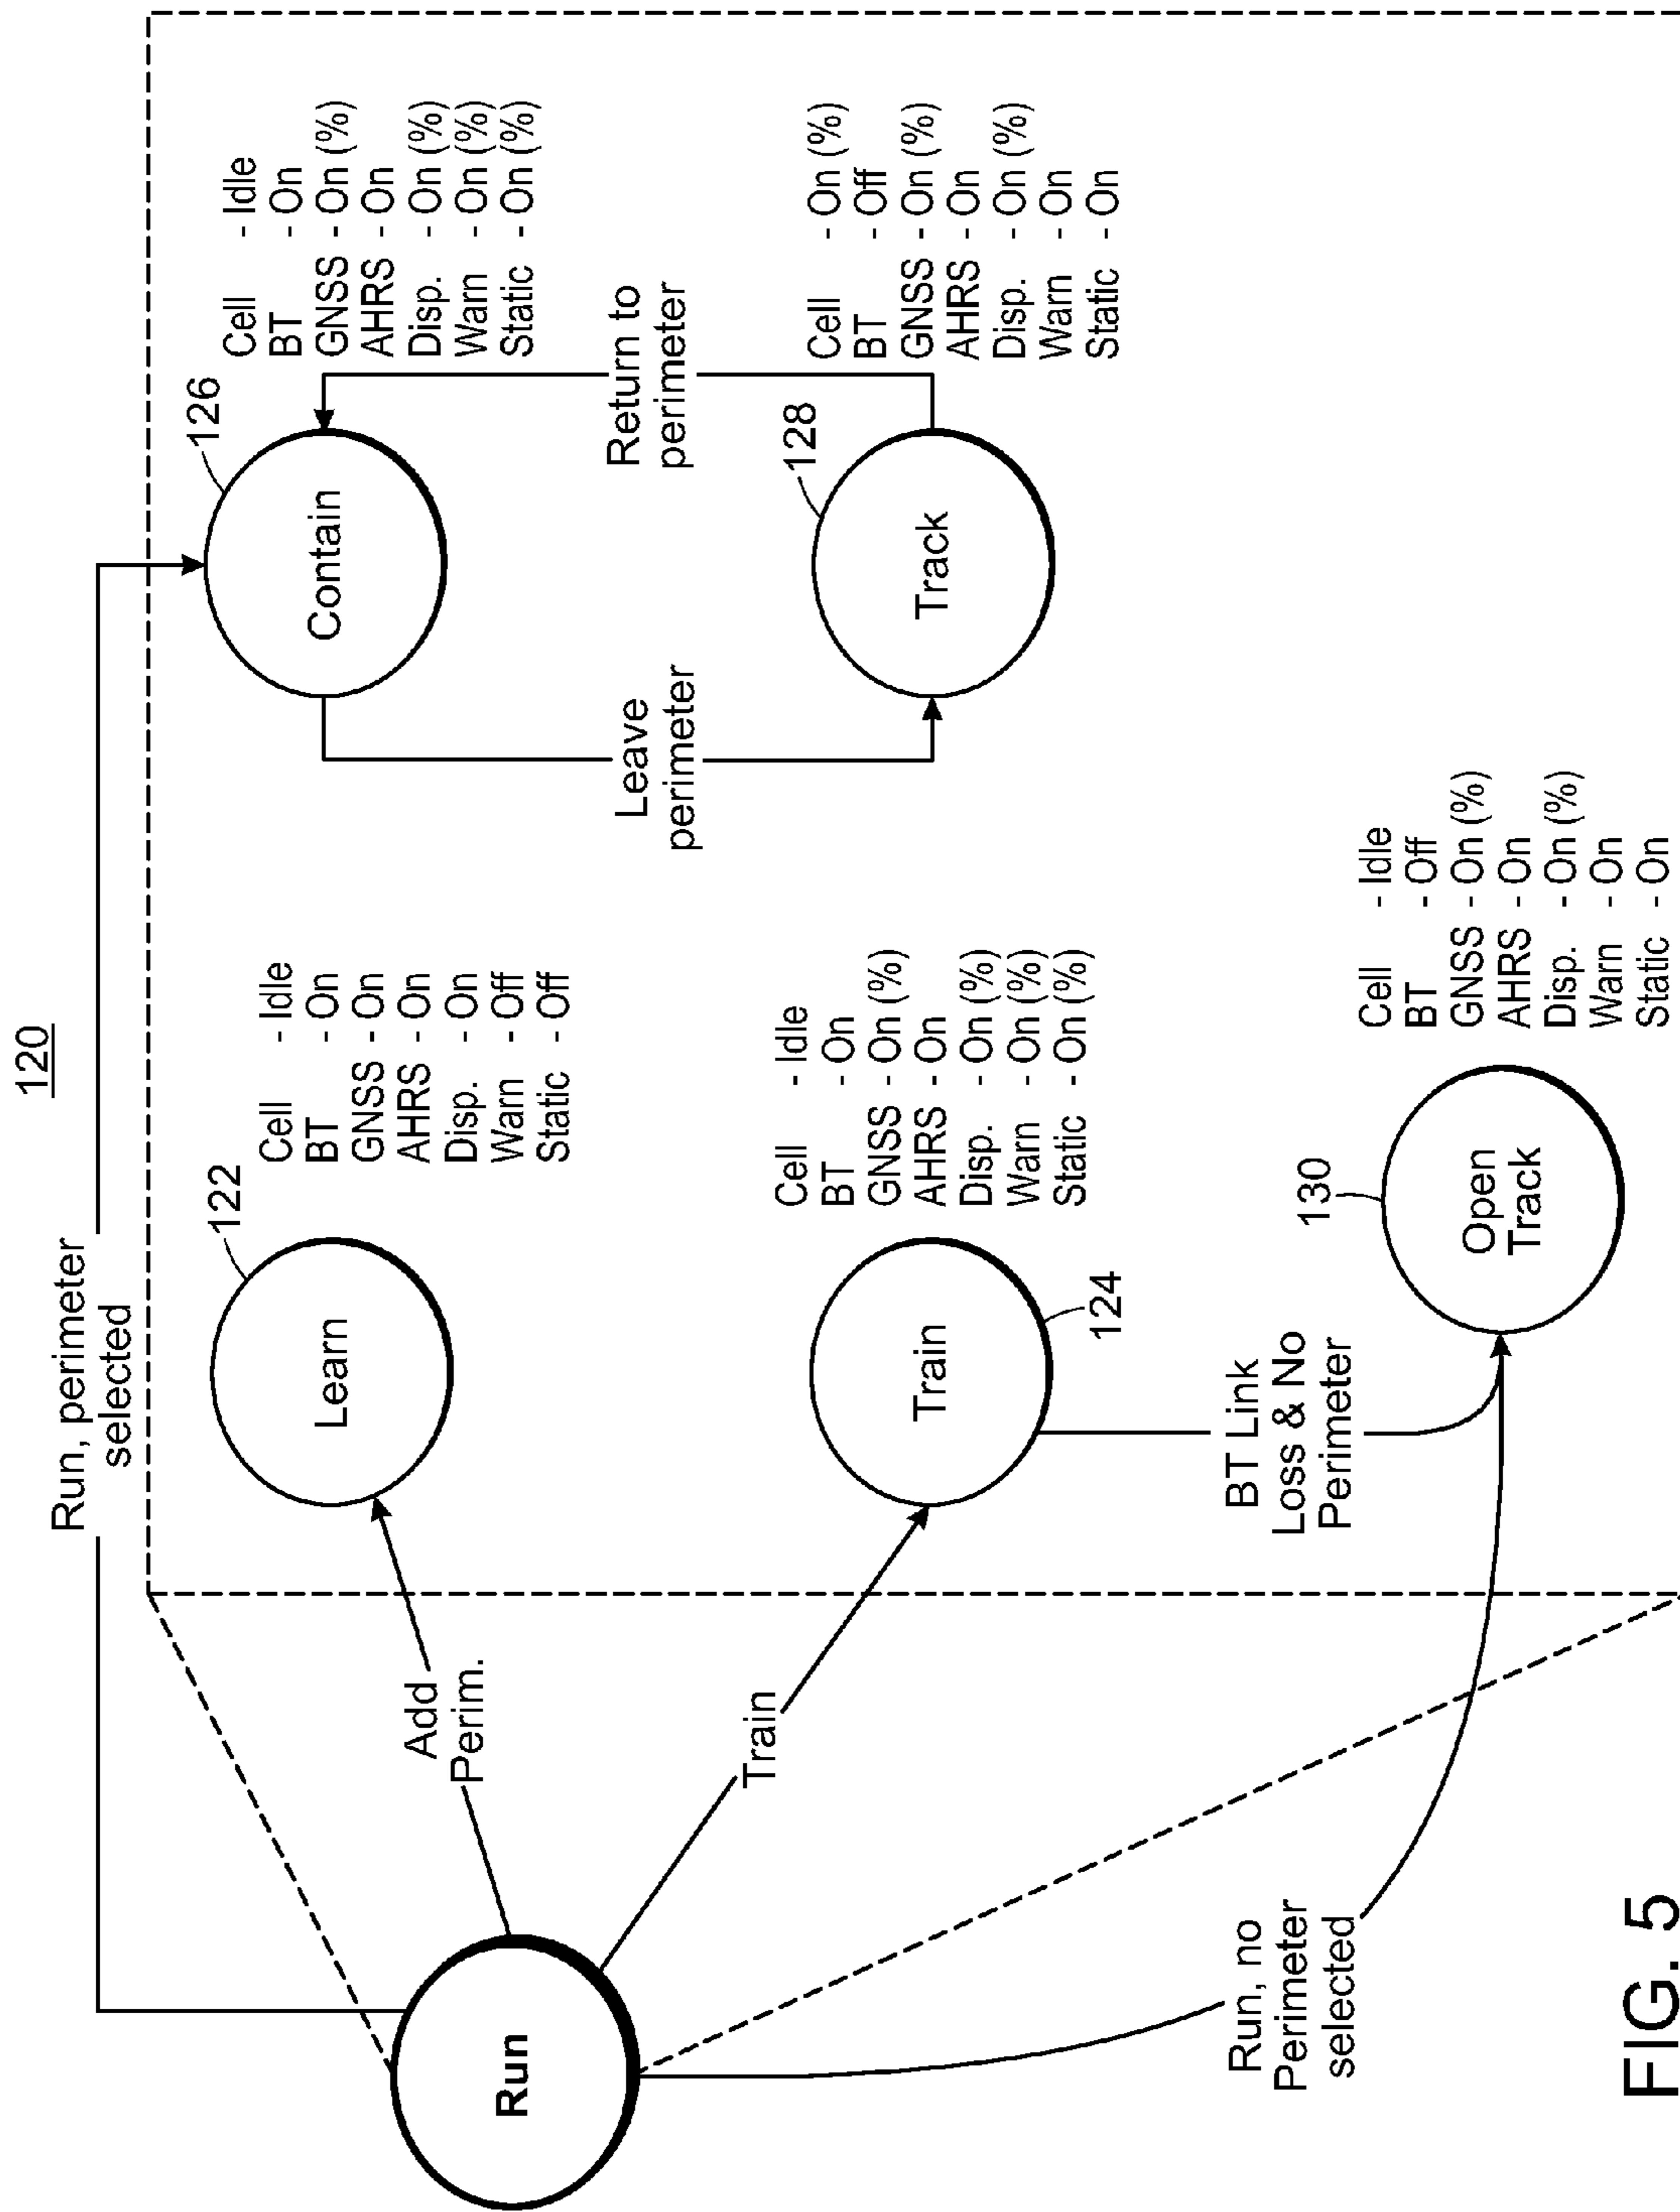 120
Run, perimeter
selected
126
Contain
Cell - Idle
BT - On
GNSS - On (%)
AHRS - On
Disp. - On (%)
Warn - On (%)
Static - On (%)
122
Learn
Cell - Idle
BT - On
GNSS - On
AHRS - On
Disp. - On
Warn - Off
Static - Off
Add
Perim.
Run
Leave
perimeter
Return to
perimeter
128
Track
Cell - On (%)
BT - Off
GNSS - On (%)
AHRS - On
Disp. - On (%)
Warn - On
Static - On
Train
Train
124
Cell - Idle
BT - On
GNSS - On (%)
AHRS - On
Disp. - On (%)
Warn - On (%)
Static - On (%)
BT Link
Loss & No
Perimeter
Run, no
Perimeter
selected
130
Open
Track
Cell - Idle
BT - Off
GNSS - On (%)
AHRS - On
Disp. - On (%)
Warn - On
Static - On
FIG. 5